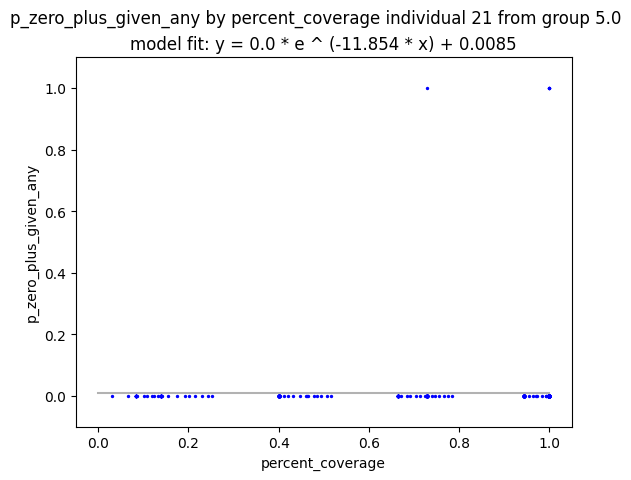 p_zero_plus_given_any by percent_coverage individual 21 from group 5.0
model fit: y = 0.0 * e ^ (-11.854 * x) + 0.0085
1.0
0.8
0.6
0.4
0.2
0.0
p_zero_plus_given_any
0.0 0.2 0.4 0.6 0.8 1.0
percent_coverage